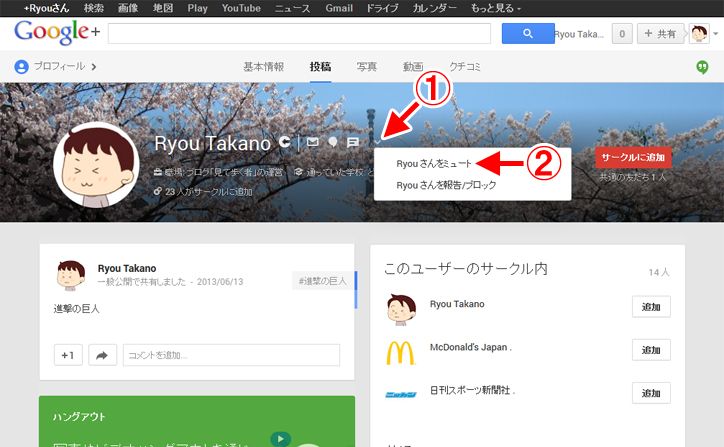 +Ryouさん 検索 画像 地図 Play YouTube ニュース Gmail ドライブ カレンダー もっと見る
Google+
Ryou Taka... 0 + 共有
プロフィール
基本情報 投稿 写真 動画 クチコミ
①
Ryou Takano
Ryou さんをミュート
②
Ryou さんを報告/ブロック
職場: ブログ「見て歩く者」の運営 通っていた学校:
23 人がサークルに追加
サークルに追加
共通の友だち 1 人
Ryou Takano
一般公開で共有しました - 2013/06/13
#進撃の巨人
進撃の巨人
+1
コメントを追加...
ハングアウト
このユーザーのサークル内 14 人
Ryou Takano 追加
McDonald's Japan . 追加
日刊スポーツ新聞社 . 追加